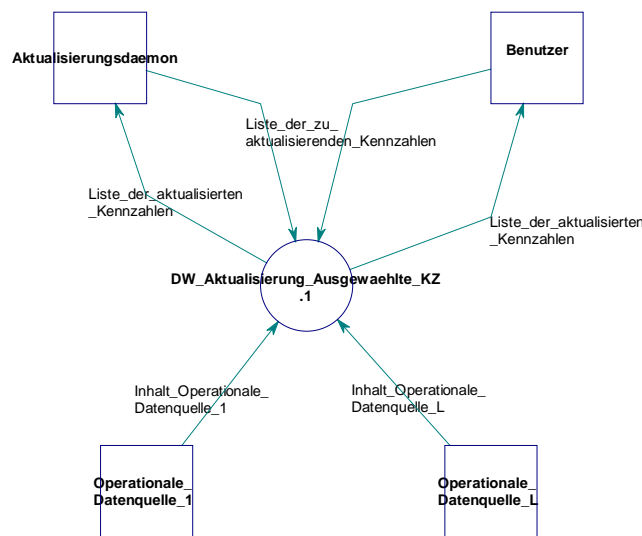 Aktualisierungsdaemon
Benutzer
Liste_der_zu_
aktualisierenden_Kennzahlen
Liste_der_aktualisierten
_Kennzahlen
Liste_der_aktualisierten
_Kennzahlen
DW_Aktualisierung_Ausgewaehlte_KZ
.1
Inhalt_Operationale_
Datenquelle_1
Inhalt_Operationale_
Datenquelle_L
Operationale_
Datenquelle_1
Operationale_
Datenquelle_L